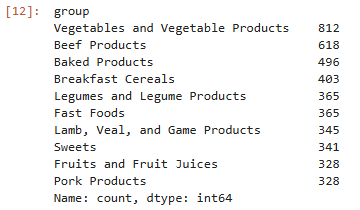 [12]: group
Vegetables and Vegetable Products    812
Beef Products                        618
Baked Products                       496
Breakfast Cereals                    403
Legumes and Legume Products          365
Fast Foods                           365
Lamb, Veal, and Game Products        345
Sweets                               341
Fruits and Fruit Juices              328
Pork Products                        328
Name: count, dtype: int64